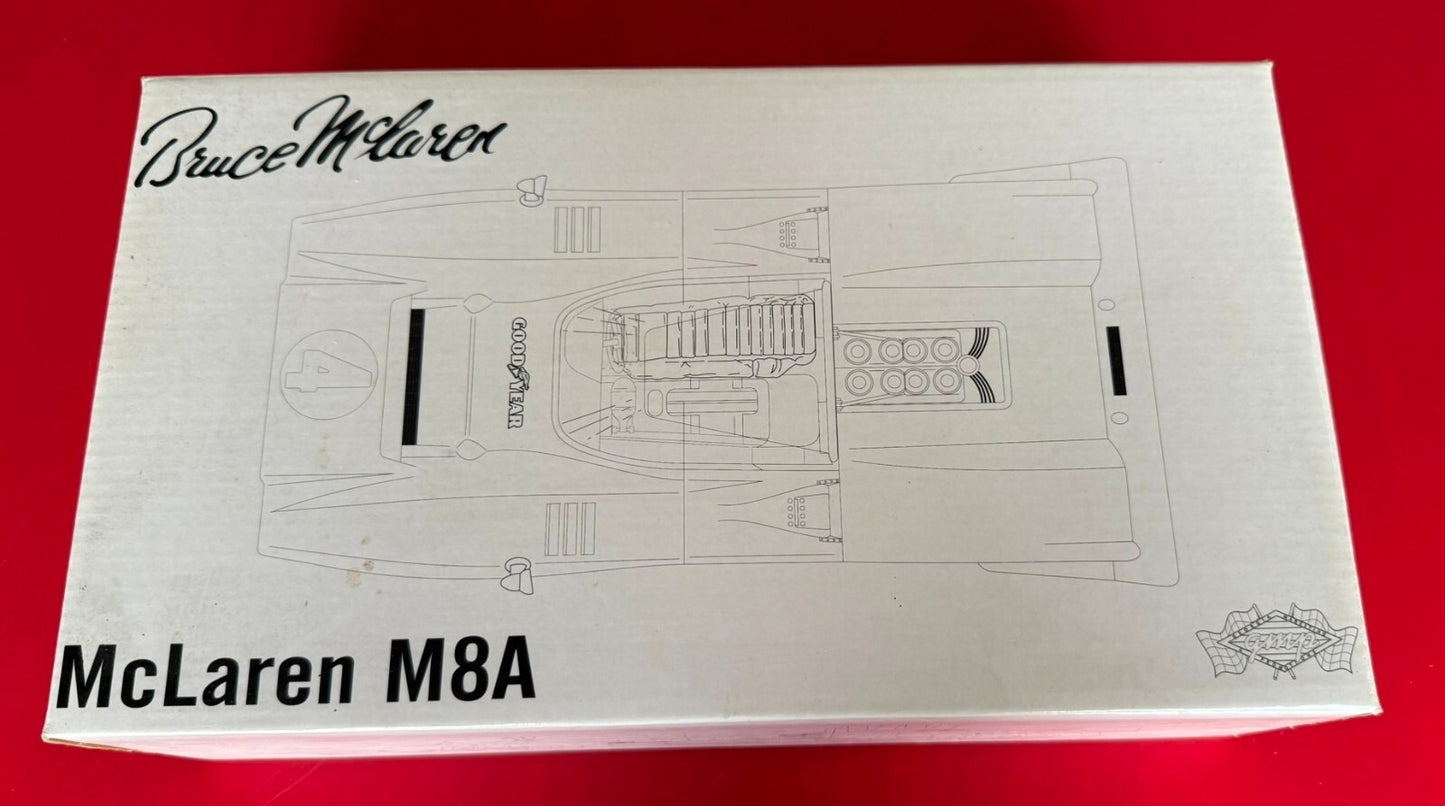 Bruce McLaren
4
GOODYEAR
McLaren M8A
gmp